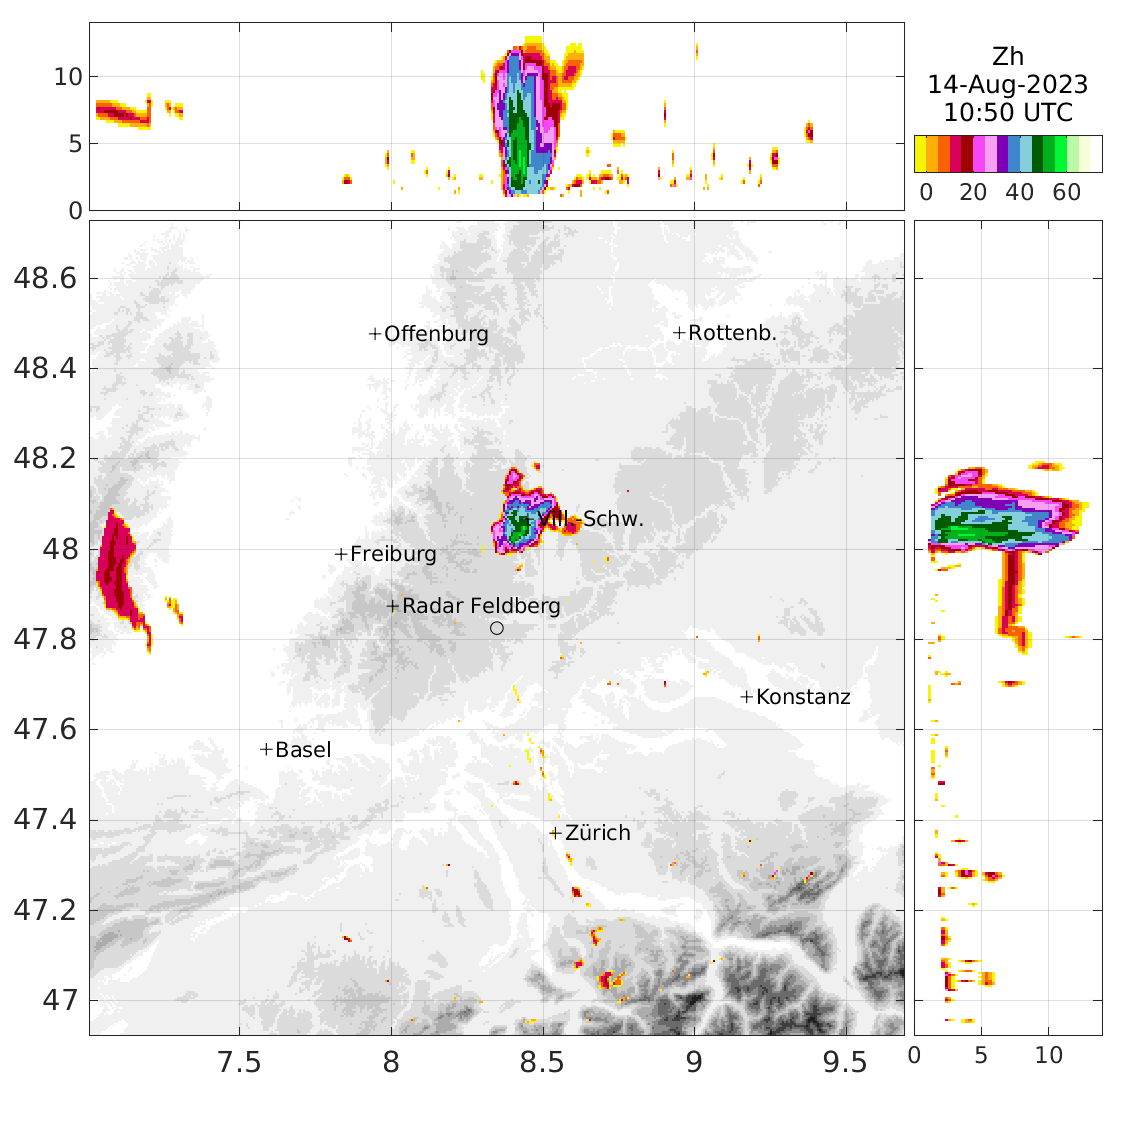 Zh
14-Aug-2023
10:50 UTC
0 20 40 60
10
5
0
48.6
48.4
48.2
48
47.8
47.6
47.4
47.2
47
Offenburg
Rottenb.
Vill.-Schw.
Freiburg
Radar Feldberg
Konstanz
Basel
Zürich
7.5 8 8.5 9 9.5
0 5 10